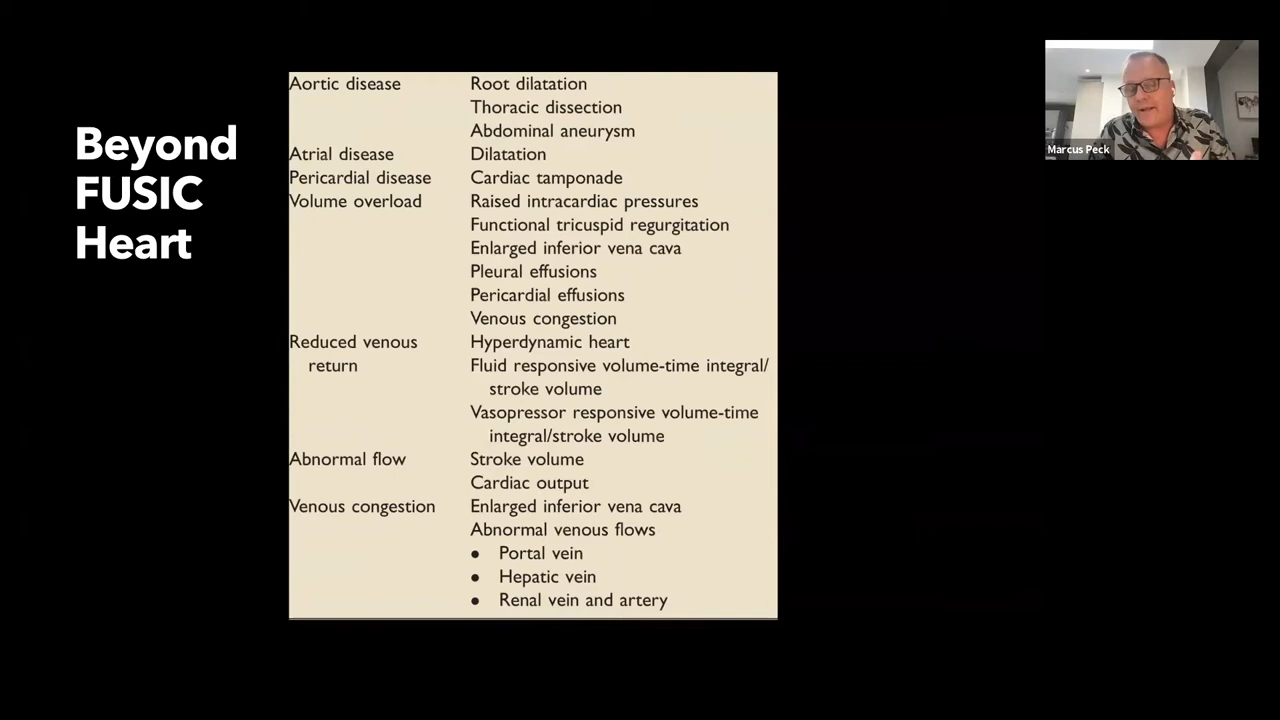 Beyond
FUSIC
Heart
Aortic disease Root dilatation
Thoracic dissection
Abdominal aneurysm
Atrial disease Dilatation
Pericardial disease Cardiac tamponade
Volume overload Raised intracardiac pressures
Functional tricuspid regurgitation
Enlarged inferior vena cava
Pleural effusions
Pericardial effusions
Venous congestion
Reduced venous Hyperdynamic heart
return Fluid responsive volume-time integral/
stroke volume
Vasopressor responsive volume-time
integral/stroke volume
Abnormal flow Stroke volume
Cardiac output
Venous congestion Enlarged inferior vena cava
Abnormal venous flows
• Portal vein
• Hepatic vein
• Renal vein and artery
Marcus Peck